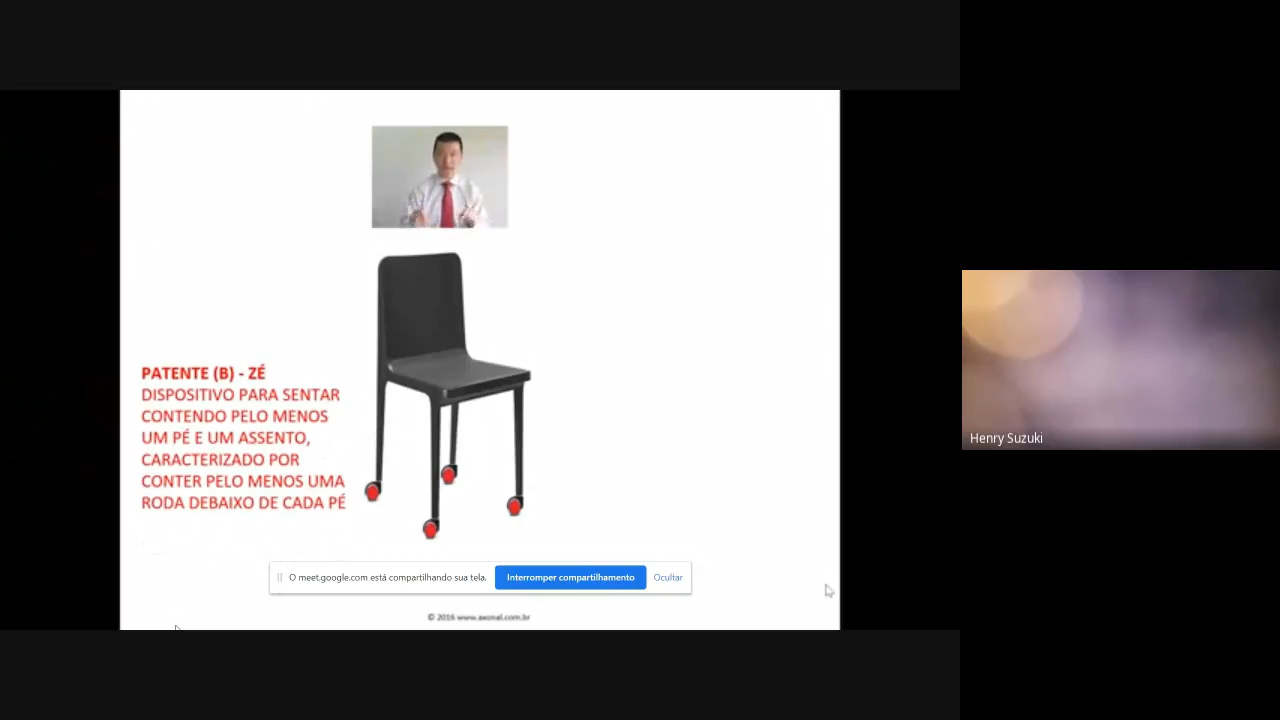 PATENTE (B) - ZÉ
DISPOSITIVO PARA SENTAR
CONTENDO PELO MENOS
UM PÉ E UM ASSENTO,
CARACTERIZADO POR
CONTER PELO MENOS UMA
RODA DEBAIXO DE CADA PÉ
Henry Suzuki
O meet.google.com está compartilhando sua tela.
Interromper compartilhamento
Ocultar
© 2016 www.axonal.com.br